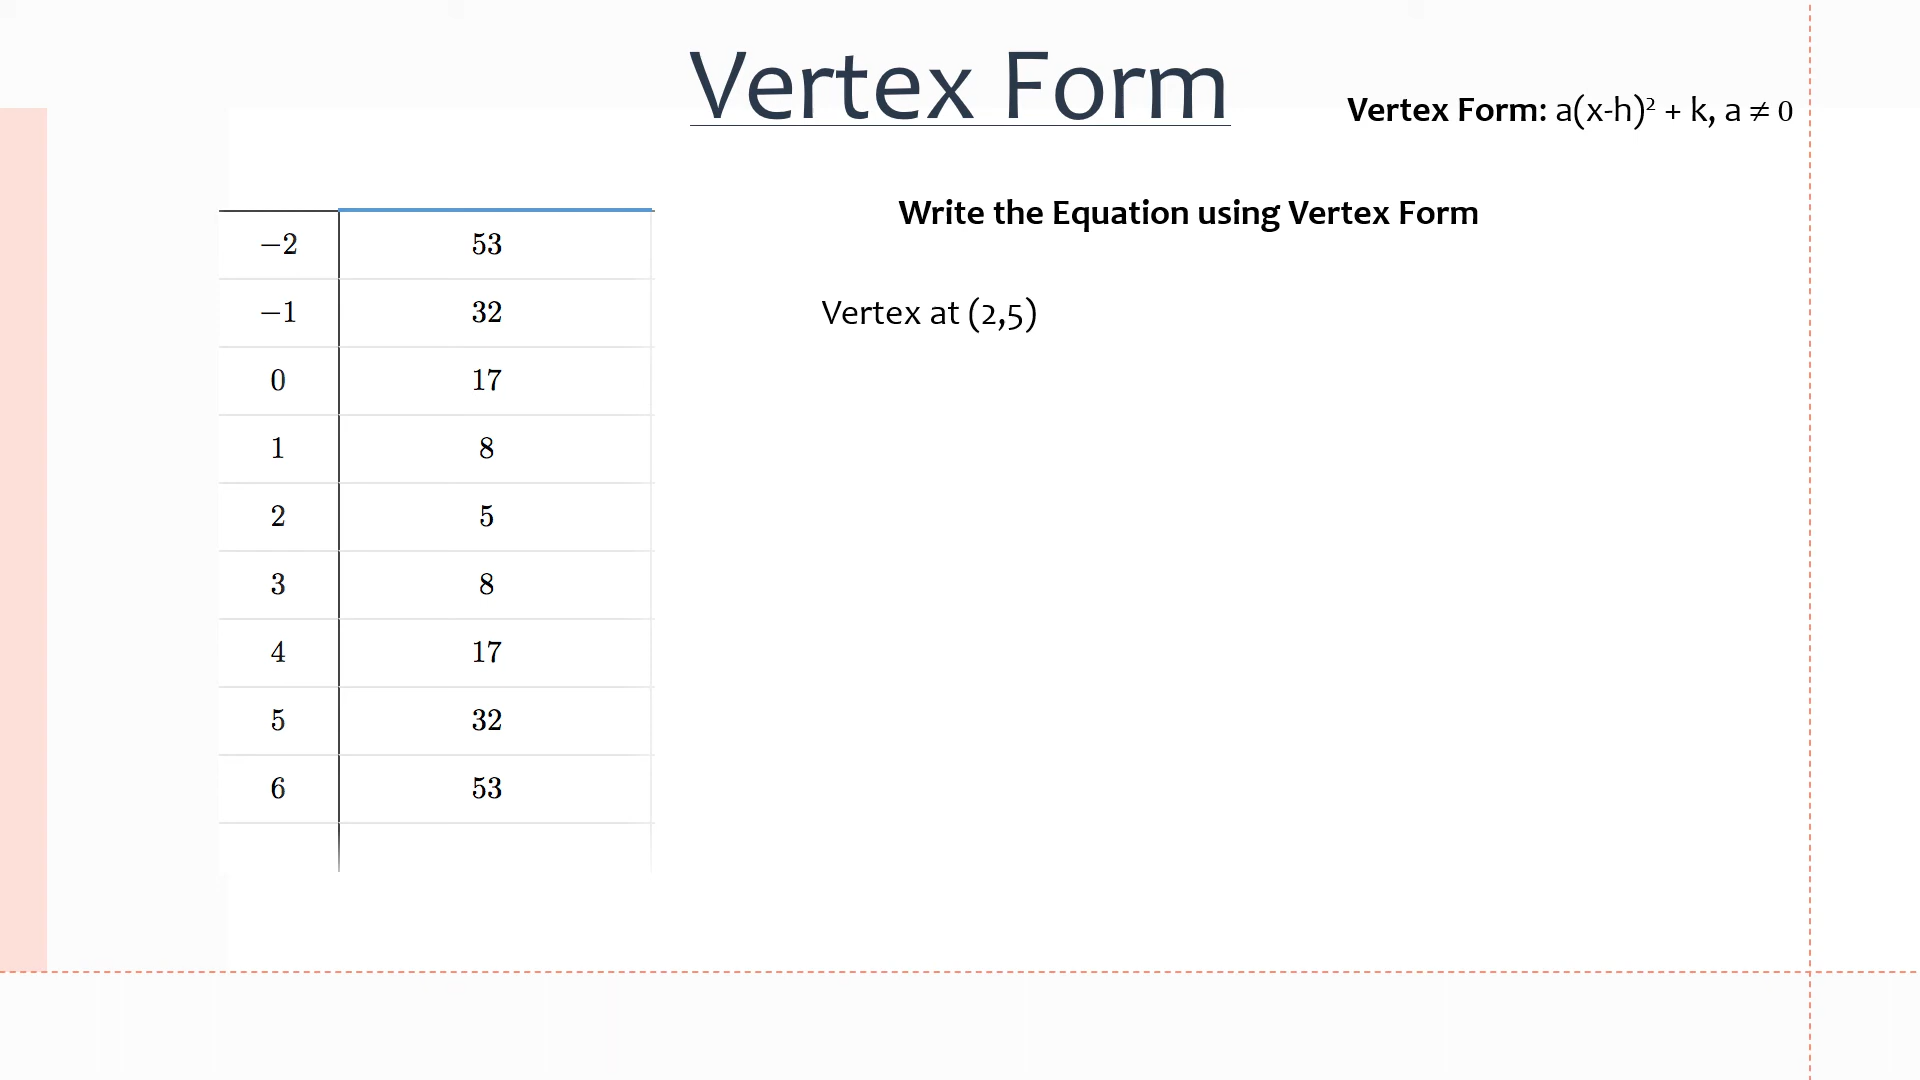 Vertex Form
Vertex Form: a(x-h)² + k, a ≠ 0
Write the Equation using Vertex Form
Vertex at (2,5)
−2 53
−1 32
0 17
1 8
2 5
3 8
4 17
5 32
6 53